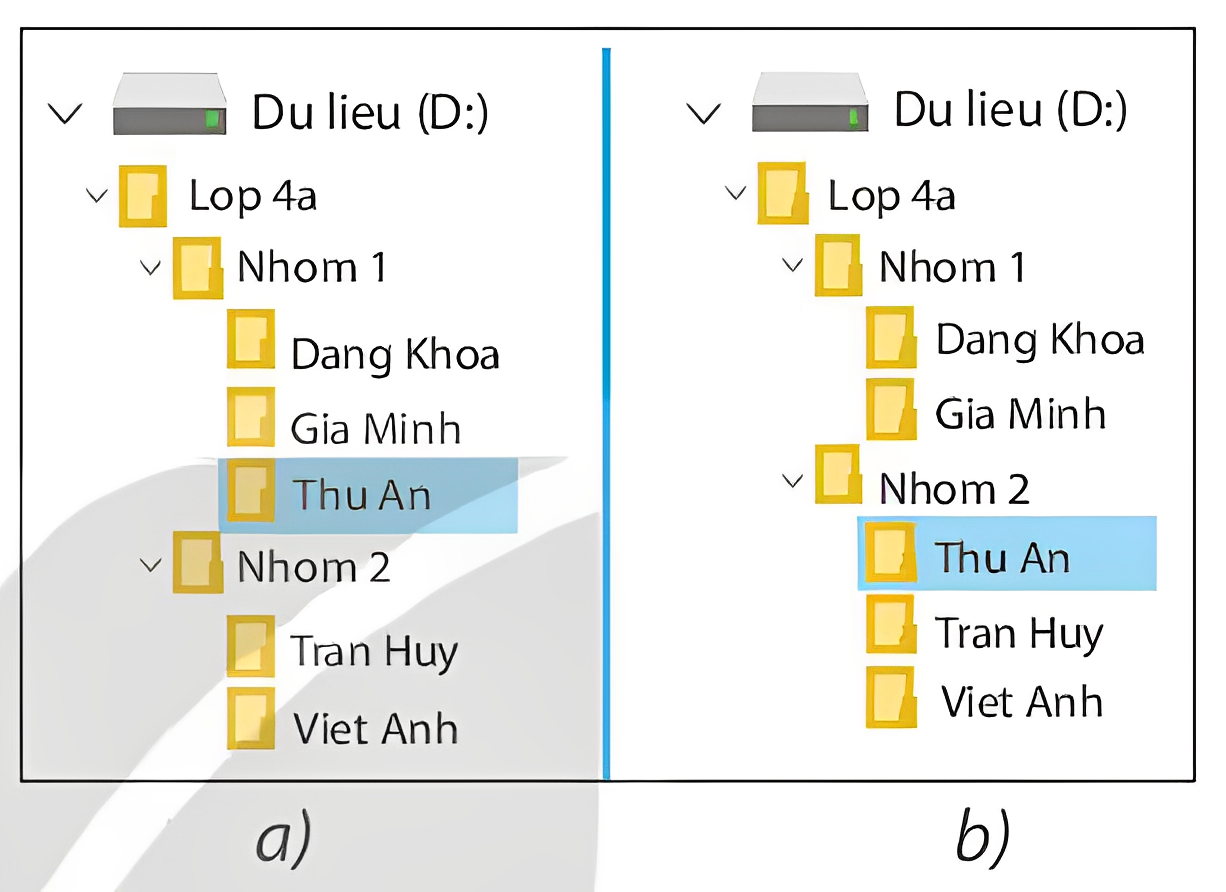 Du lieu (D:)
Lop 4a
Nhom 1
Dang Khoa
Gia Minh
Thu An
Nhom 2
Tran Huy
Viet Anh
a)
Du lieu (D:)
Lop 4a
Nhom 1
Dang Khoa
Gia Minh
Nhom 2
Thu An
Tran Huy
Viet Anh
b)